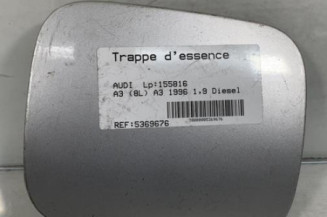 Trappe d'essence
AUDI Lp:155816
A3 (8L) A3 1996 1.9 Diesel
REF:5369676